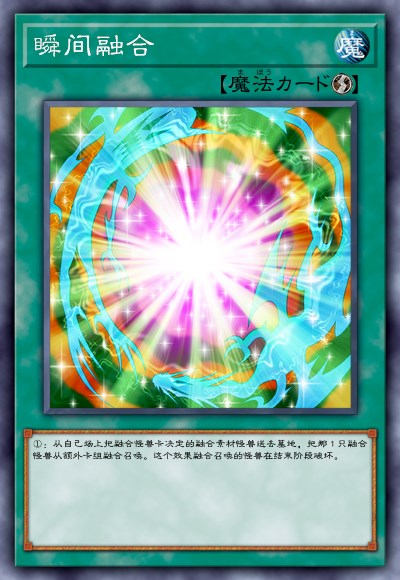 瞬间融合
魔
【魔法カード】
まほう
①：从自己场上把融合怪兽卡决定的融合素材怪兽送去墓地，把那1只融合
怪兽从额外卡组融合召唤。这个效果融合召唤的怪兽在结束阶段破坏。